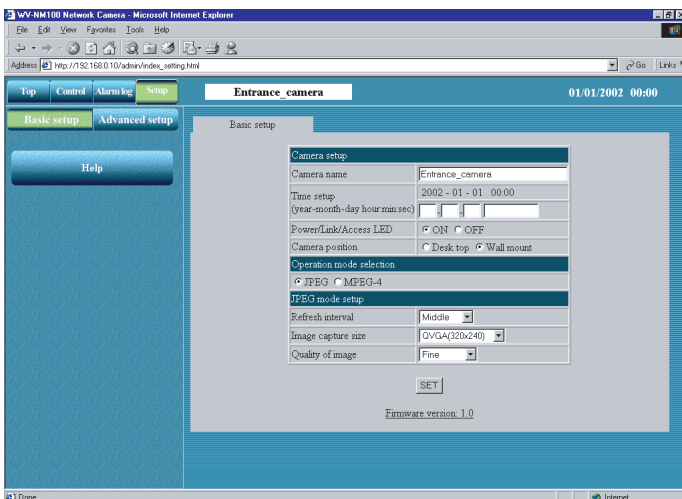 WV-NM100 Network Camera - Microsoft Internet Explorer
File Edit View Favorites Tools Help
Address http://192.168.0.10/admin/index_setting.html Go Links
Top Control Alarm log Setup Entrance_camera 01/01/2002 00:00
Basic setup Advanced setup
Help
Basic setup
Camera setup
Camera name Entrance_camera
Time setup 2002 - 01 - 01 00:00
(year-month-day hour:min:sec) - -
Power/Link/Access LED ON OFF
Camera position Desk top Wall mount
Operation mode selection
JPEG MPEG-4
JPEG mode setup
Refresh interval Middle
Image capture size QVGA(320x240)
Quality of image Fine
SET
Firmware version: 1.0
Done Internet